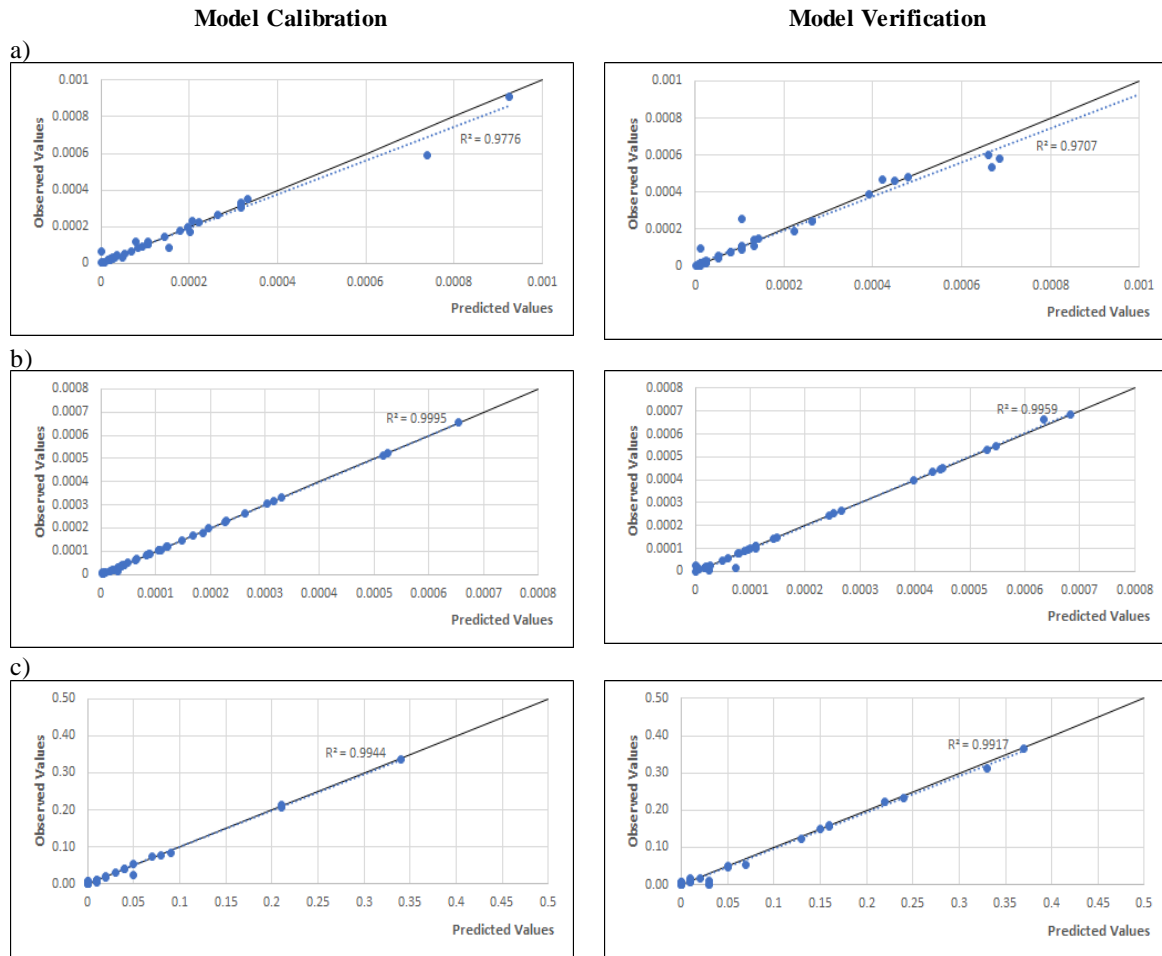 Model Calibration
Model Verification
a)
0.001
0.0008
0.0006
0.0004
0.0002
0
Observed Values
R² = 0.9776
0 0.0002 0.0004 0.0006 0.0008 0.001
Predicted Values
0.001
0.0008
0.0006
0.0004
0.0002
0
Observed Values
R² = 0.9707
0.0002 0.0004 0.0006 0.0008 0.001
Predicted Values
b)
0.0008
0.0007
0.0006
0.0005
0.0004
0.0003
0.0002
0.0001
0
Observed Values
R² = 0.9995
0 0.0001 0.0002 0.0003 0.0004 0.0005 0.0006 0.0007 0.0008
Predicted Values
0.0008
0.0007
0.0006
0.0005
0.0004
0.0003
0.0002
0.0001
0
Observed Values
R² = 0.9959
0 0.0001 0.0002 0.0003 0.0004 0.0005 0.0006 0.0007 0.0008
Predicted Values
c)
0.50
0.40
0.30
0.20
0.10
0.00
Observed Values
R² = 0.9944
0 0.05 0.1 0.15 0.2 0.25 0.3 0.35 0.4 0.45 0.5
Predicted Values
0.50
0.40
0.30
0.20
0.10
0.00
Observed Values
R² = 0.9917
0 0.05 0.1 0.15 0.2 0.25 0.3 0.35 0.4 0.45 0.5
Predicted Values